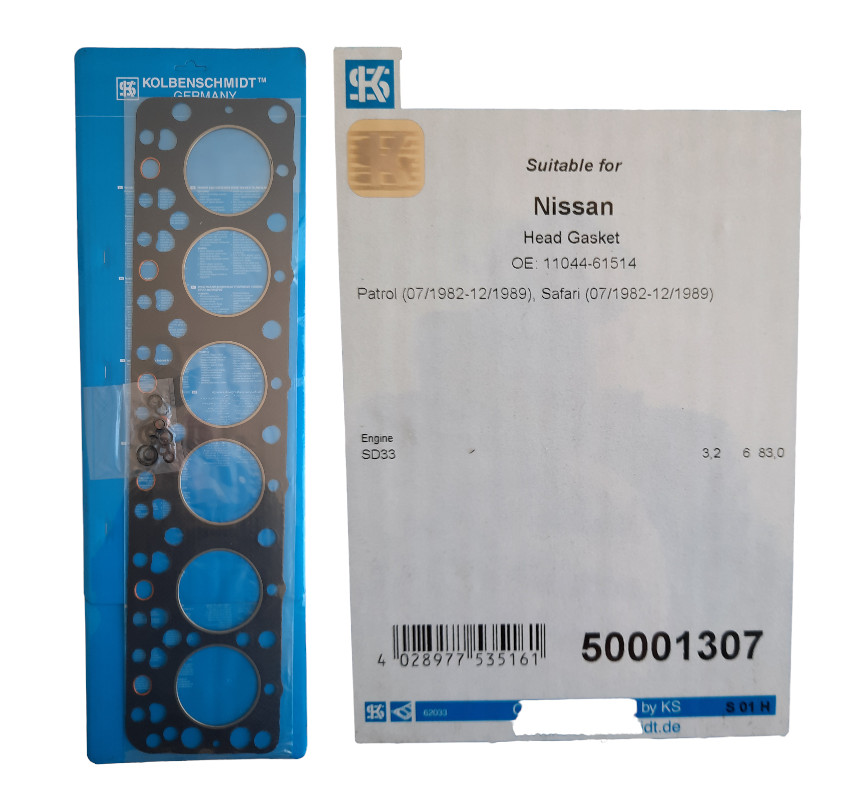 KOLBENSCHMIDT™
GERMANY
KS
Suitable for
Nissan
Head Gasket
OE: 11044-61514
Patrol (07/1982-12/1989), Safari (07/1982-12/1989)
Engine
SD33 3,2 6 83,0
4 028977 535161
50001307
62033
by KS
S 01 H
dt.de